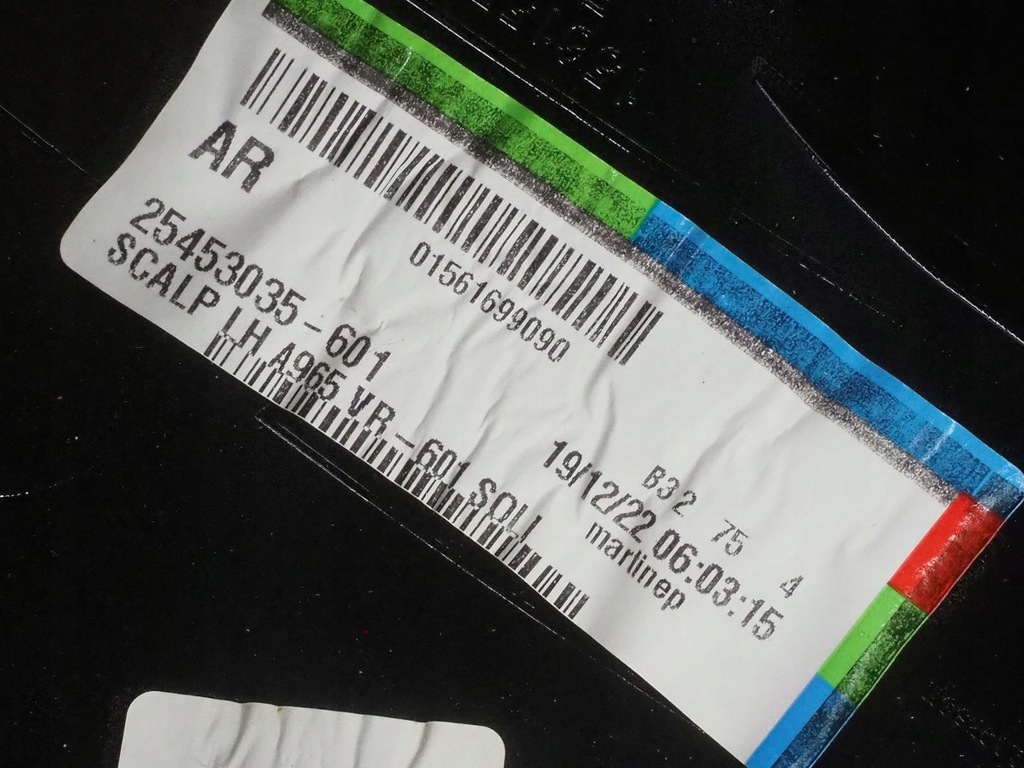 AR
01561699090
25453035-601
SCALP LH A965 VR-601 SOLI
B32 75 4
19/12/22 06:03:15
martinep